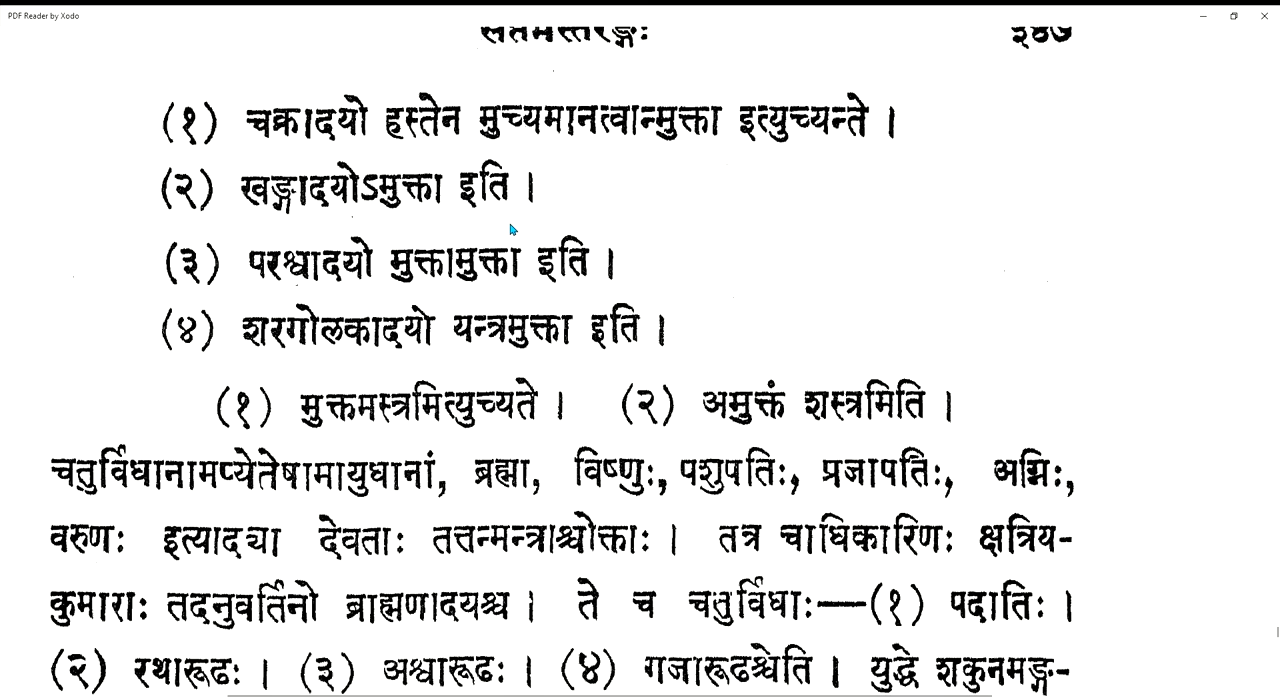 PDF Reader by Xodo
३४७
(१) चक्रादयो हस्तेन मुच्यमानत्वान्मुक्ता इत्युच्यन्ते ।
(२) खङ्गादयोऽमुक्ता इति ।
(३) परश्वादयो मुक्तामुक्ता इति ।
(४) शरगोलकादयो यन्त्रमुक्ता इति ।
(१) मुक्तमस्त्रमित्युच्यते । (२) अमुक्तं शस्त्रमिति ।
चतुर्विधानामप्येतेषामायुधानां, ब्रह्मा, विष्णुः, पशुपतिः, प्रजापतिः, अग्निः,
वरुणः इत्याद्या देवताः तत्तन्मन्त्राश्चोक्ताः । तत्र चाधिकारिणः क्षत्रिय-
कुमाराः तदनुवर्तिनो ब्राह्मणादयश्च । ते च चतुर्विधाः—(१) पदातिः ।
(२) रथारूढः । (३) अश्वारूढः । (४) गजारूढश्चेति । युद्धे शकुनमङ्ग-